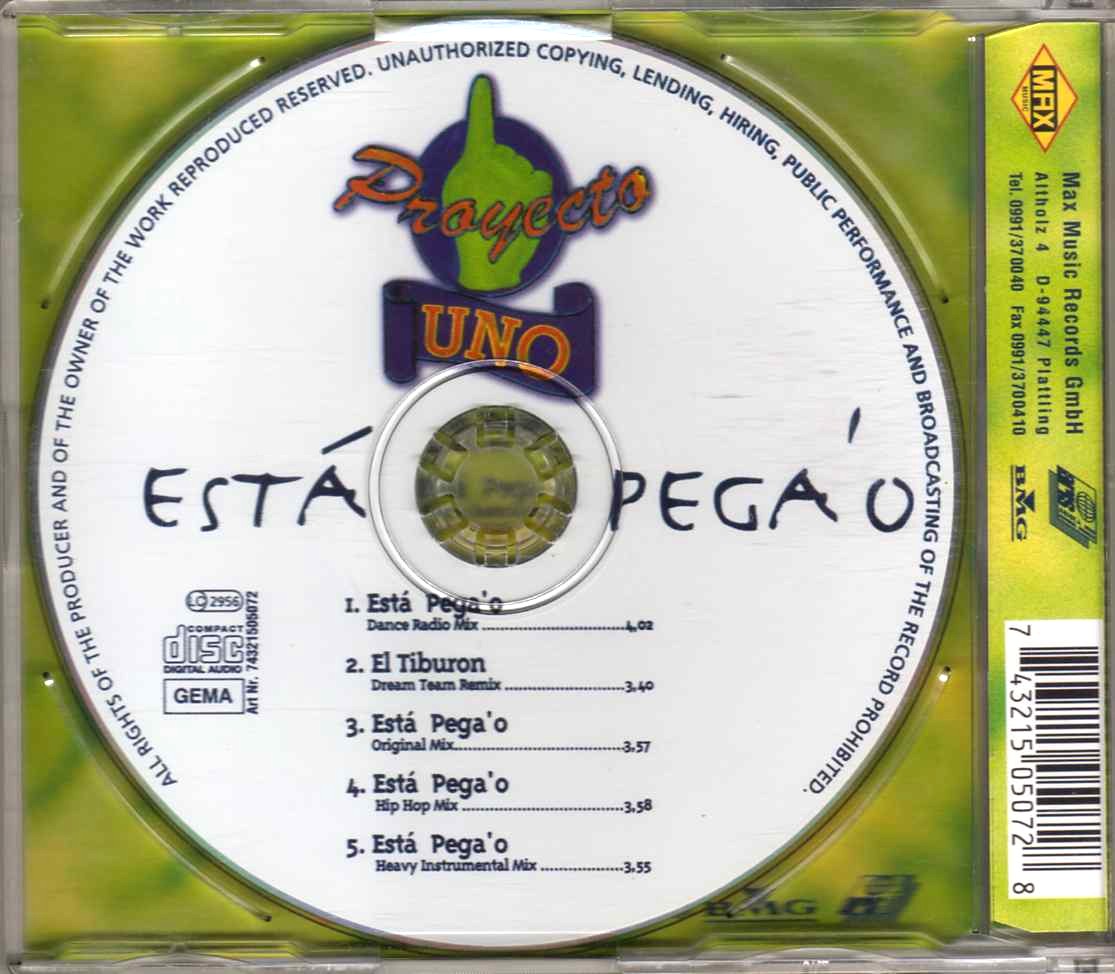 ALL RIGHTS OF THE PRODUCER AND OF THE OWNER OF THE WORK REPRODUCED RESERVED. UNAUTHORIZED COPYING, LENDING, HIRING, PUBLIC PERFORMANCE AND BROADCASTING OF THE RECORD PROHIBITED.
Proyecto
UNO
ESTÁ PEGA'O
LC 2956
COMPACT
disc
DIGITAL AUDIO
GEMA
Art Nr. 74321505072
1. Está Pega'o
Dance Radio Mix ........................ 4,02
2. El Tiburon
Dream Team Remix ........................ 3,40
3. Está Pega'o
Original Mix ........................ 3,57
4. Está Pega'o
Hip Hop Mix ........................ 3,58
5. Está Pega'o
Heavy Instrumental Mix ........................ 3,55
BMG
MAX
MUSIC
Max Music Records GmbH
Altholz 4 D-94447 Plattling
Tel. 0991/370040 Fax 0991/3700410
BMG
7 43215 05072 8